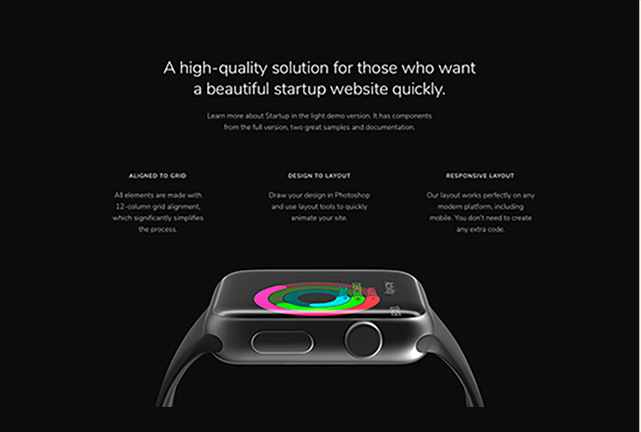 A high-quality solution for those who want
a beautiful startup website quickly.
Learn more about Startup in the light demo version. It has components
from the full version, two great samples and documentation.
ALIGNED TO GRID
All elements are made with
12-column grid alignment,
which significantly simplifies
the process.
DESIGN TO LAYOUT
Draw your design in Photoshop
and use layout tools to quickly
animate your site.
RESPONSIVE LAYOUT
Our layout works perfectly on any
modern platform, including
mobile. You don't need to create
any extra code.